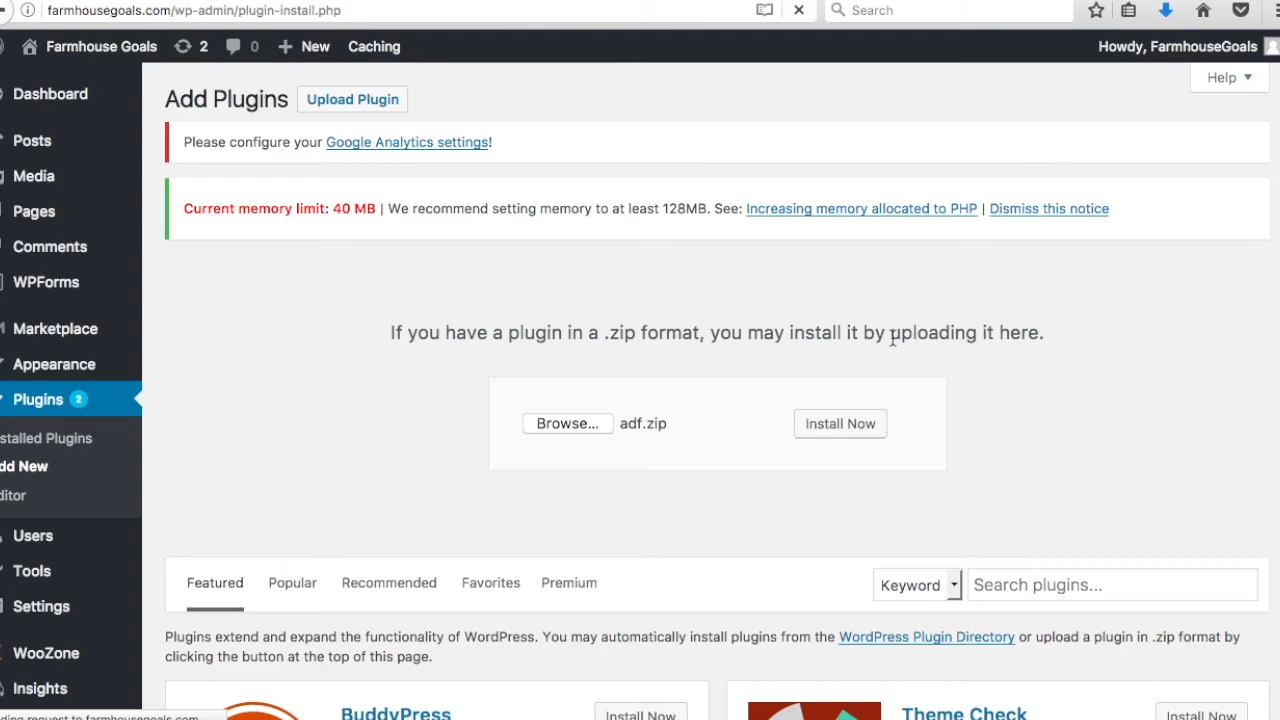 farmhousegoals.com/wp-admin/plugin-install.php
Search
Farmhouse Goals 2 0 New Caching
Howdy, FarmhouseGoals
Help
Dashboard
Posts
Media
Pages
Comments
WPForms
Marketplace
Appearance
Plugins 2
stalled Plugins
dd New
ditor
Users
Tools
Settings
WooZone
Insights
Add Plugins Upload Plugin
Please configure your Google Analytics settings!
Current memory limit: 40 MB | We recommend setting memory to at least 128MB. See: Increasing memory allocated to PHP | Dismiss this notice
If you have a plugin in a .zip format, you may install it by uploading it here.
Browse... adf.zip Install Now
Featured Popular Recommended Favorites Premium Keyword Search plugins...
Plugins extend and expand the functionality of WordPress. You may automatically install plugins from the WordPress Plugin Directory or upload a plugin in .zip format by
clicking the button at the top of this page.
BuddyPress Install Now Theme Check Install Now
ding request to farmhousegoals.com